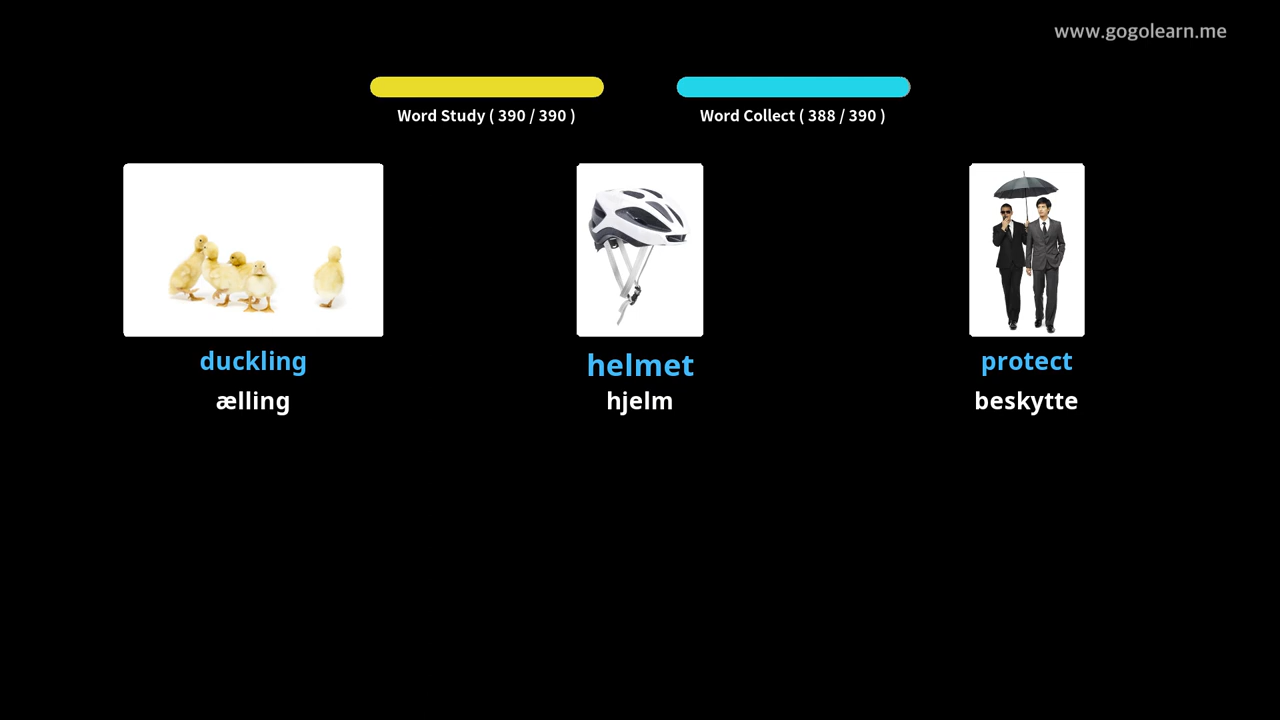 www.gogolearn.me
Word Study ( 390 / 390 )
Word Collect ( 388 / 390 )
duckling
helmet
protect
ælling
hjelm
beskytte